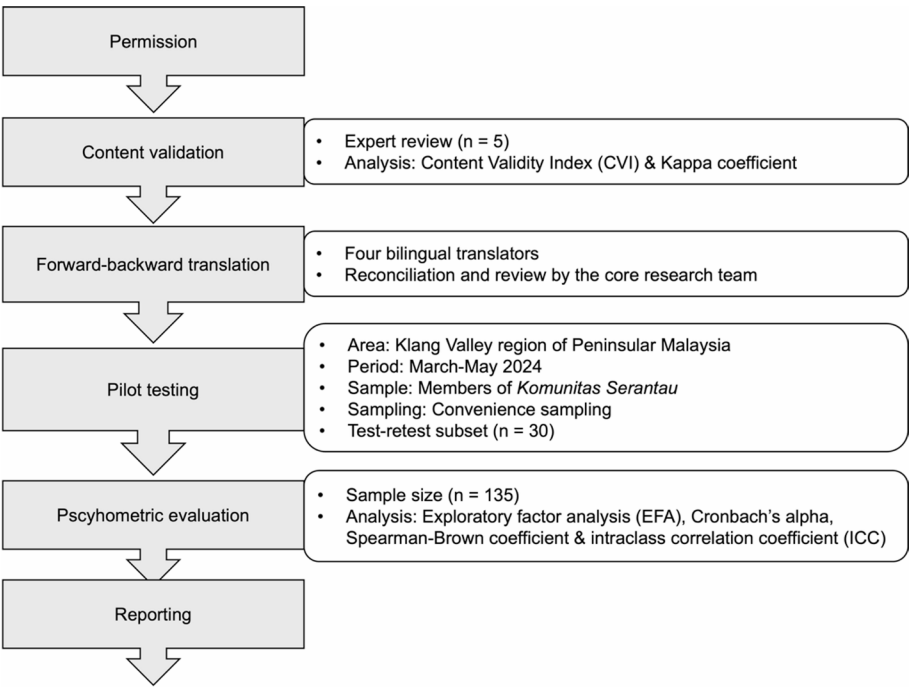 Permission
Content validation
• Expert review (n = 5)
• Analysis: Content Validity Index (CVI) & Kappa coefficient
Forward-backward translation
• Four bilingual translators
• Reconciliation and review by the core research team
Pilot testing
• Area: Klang Valley region of Peninsular Malaysia
• Period: March-May 2024
• Sample: Members of Komunitas Serantau
• Sampling: Convenience sampling
• Test-retest subset (n = 30)
Pscyhometric evaluation
• Sample size (n = 135)
• Analysis: Exploratory factor analysis (EFA), Cronbach’s alpha,
Spearman-Brown coefficient & intraclass correlation coefficient (ICC)
Reporting